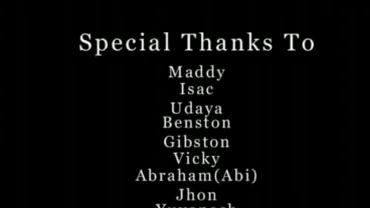 Special Thanks To
Maddy
Isac
Udaya
Benston
Gibston
Vicky
Abraham(Abi)
Jhon